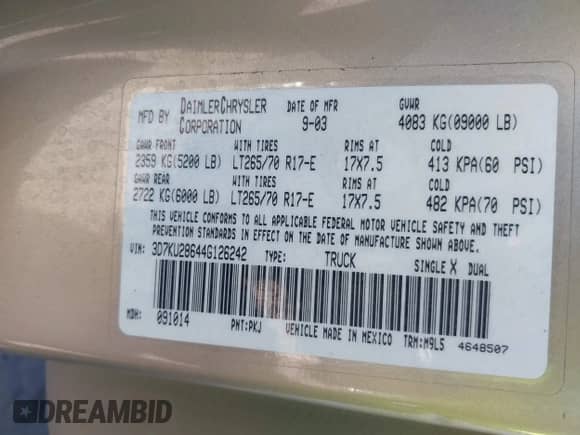 MFD BY DAIMLERCHRYSLER CORPORATION DATE OF MFR 9-03 GVWR 4083 KG(09000 LB)
GAWR FRONT WITH TIRES RIMS AT COLD
2359 KG(5200 LB) LT265/70 R17-E 17X7.5 413 KPA(60 PSI)
GAWR REAR WITH TIRES RIMS AT COLD
2722 KG(6000 LB) LT265/70 R17-E 17X7.5 482 KPA(70 PSI)
THIS VEHICLE CONFORMS TO ALL APPLICABLE FEDERAL MOTOR VEHICLE SAFETY AND THEFT
PREVENTION STANDARDS IN EFFECT ON THE DATE OF MANUFACTURE SHOWN ABOVE.
VIN: 3D7KU28644G126242 TYPE: TRUCK SINGLE X DUAL
MDH: 091014 PNT:PKJ VEHICLE MADE IN MEXICO TRM:M9L5 4648507
DREAMBID